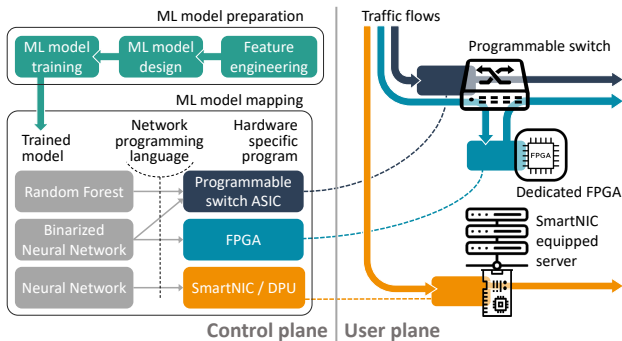 ML model preparation
ML model
training
ML model
design
Feature
engineering
ML model mapping
Trained
model
Network
programming
language
Hardware
specific
program
Random Forest
Programmable
switch ASIC
Binarized
Neural Network
FPGA
Neural Network
SmartNIC / DPU
Control plane
User plane
Traffic flows
Programmable switch
FPGA
Dedicated FPGA
SmartNIC
equipped
server